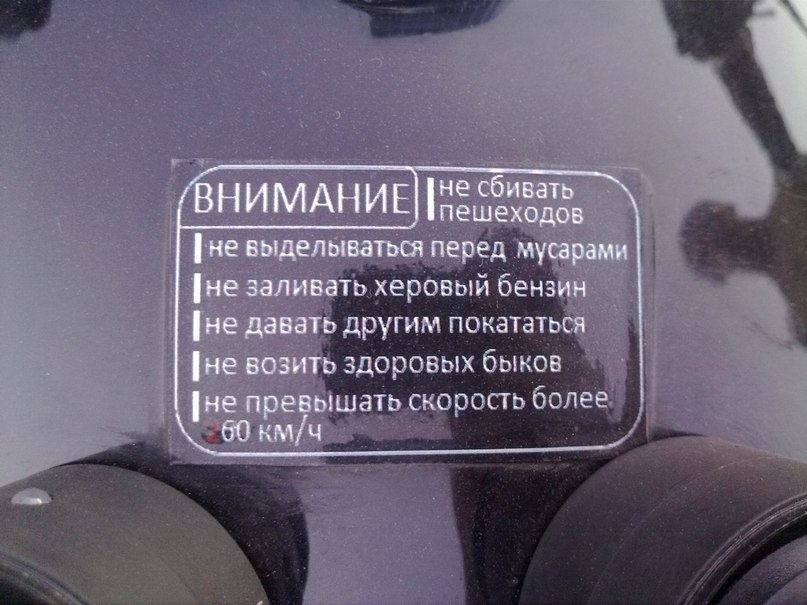 ВНИМАНИЕ
не сбивать
пешеходов
не выделываться перед мусарами
не заливать херовый бензин
не давать другим покататься
не возить здоровых быков
не превышать скорость более
260 км/ч